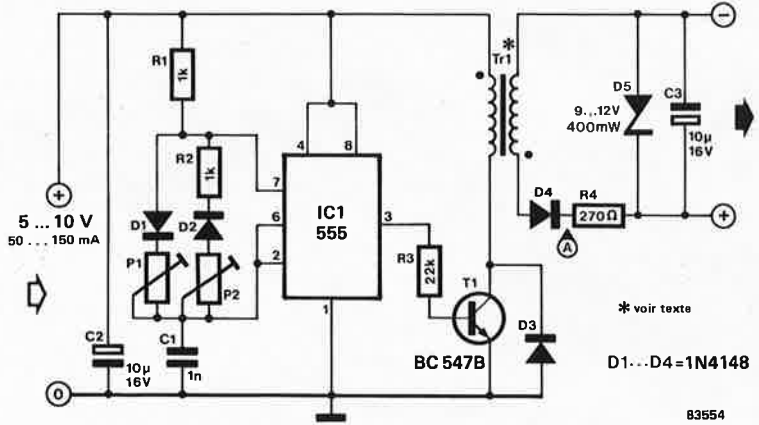 R1
1k
R2
1k
D1
D2
P1
P2
C2
10µ
16V
C1
1n
+
5 ... 10 V
50 ... 150 mA
0
4
8
7
6
2
IC1
555
3
1
R3
22k
T1
BC 547B
D3
*
Tr1
D4
A
R4
270Ω
D5
9...12V
400mW
C3
10µ
16V
−
+
* voir texte
D1...D4=1N4148
83554